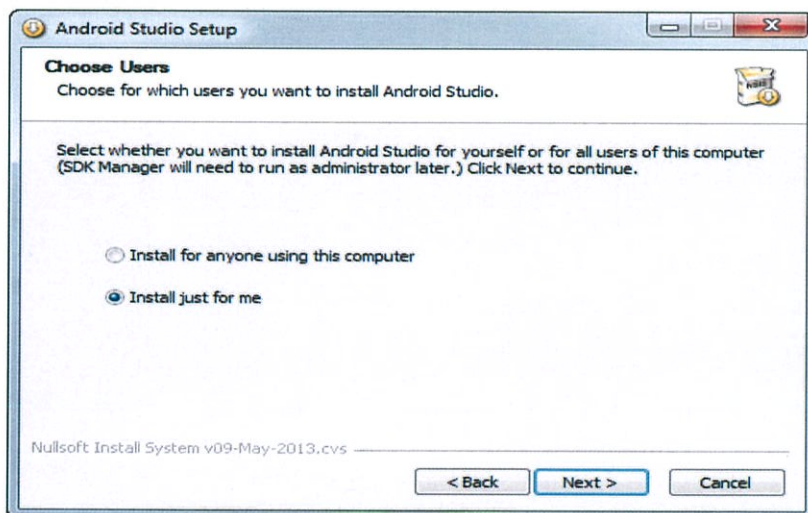 Android Studio Setup
Choose Users
Choose for which users you want to install Android Studio.
Select whether you want to install Android Studio for yourself or for all users of this computer
(SDK Manager will need to run as administrator later.) Click Next to continue.
Install for anyone using this computer
Install just for me
Nullsoft Install System v09-May-2013.cvs
< Back
Next >
Cancel